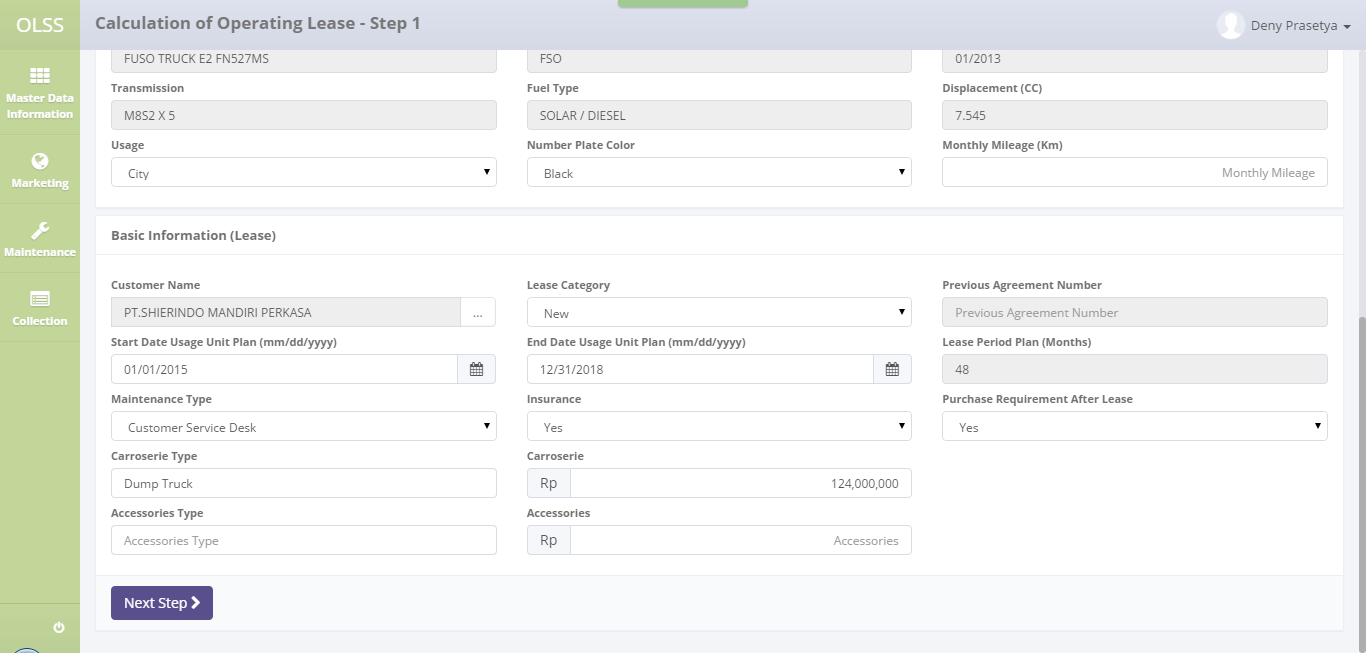 OLSS
Calculation of Operating Lease - Step 1
Deny Prasetya
Master Data
Information
Marketing
Maintenance
Collection
FUSO TRUCK E2 FN527MS
FSO
01/2013
Transmission
Fuel Type
Displacement (CC)
M8S2 X 5
SOLAR / DIESEL
7.545
Usage
Number Plate Color
Monthly Mileage (Km)
City
Black
Monthly Mileage
Basic Information (Lease)
Customer Name
Lease Category
Previous Agreement Number
PT.SHIERINDO MANDIRI PERKASA
...
New
Previous Agreement Number
Start Date Usage Unit Plan (mm/dd/yyyy)
End Date Usage Unit Plan (mm/dd/yyyy)
Lease Period Plan (Months)
01/01/2015
12/31/2018
48
Maintenance Type
Insurance
Purchase Requirement After Lease
Customer Service Desk
Yes
Yes
Carroserie Type
Carroserie
Dump Truck
Rp
124,000,000
Accessories Type
Accessories
Accessories Type
Rp
Accessories
Next Step